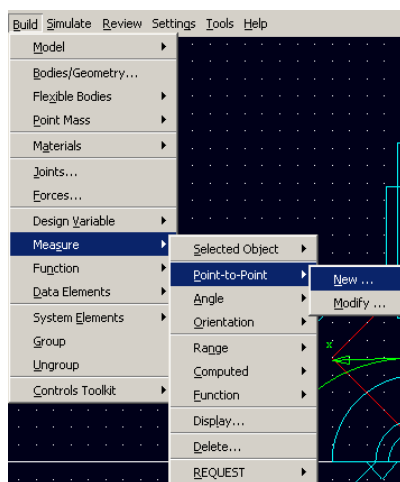 Build Simulate Review Settings Tools Help
Model
Bodies/Geometry...
Flexible Bodies
Point Mass
Materials
Joints...
Forces...
Design Variable
Measure
Function
Data Elements
System Elements
Group
Ungroup
Controls Toolkit
Selected Object
Point-to-Point
Angle
Orientation
Range
Computed
Function
Display...
Delete...
REQUEST
New ...
Modify ...
x